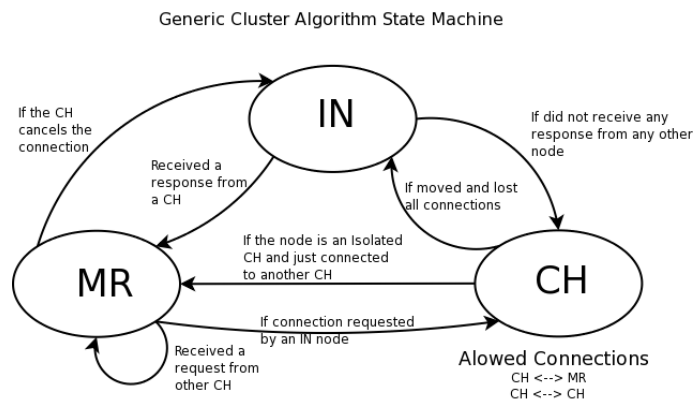 Generic Cluster Algorithm State Machine
IN
If the CH
cancels the
connection
If did not receive any
response from any other
node
Received a
response from
a CH
If moved and lost
all connections
If the node is an Isolated
CH and just connected
to another CH
MR
CH
If connection requested
by an IN node
Received a
request from
other CH
Alowed Connections
CH <--> MR
CH <--> CH